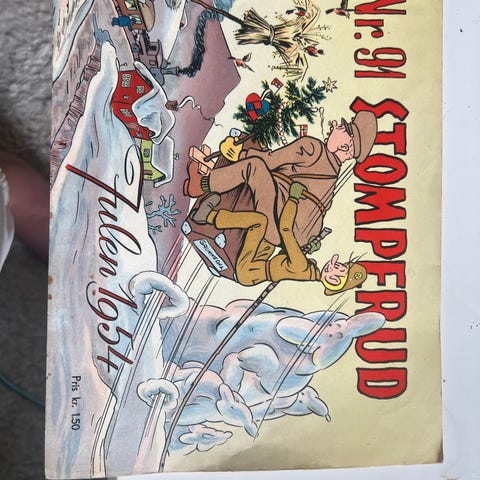 Nr. 91 STOMPERUD
Julen 1954
Pris kr. 1.50